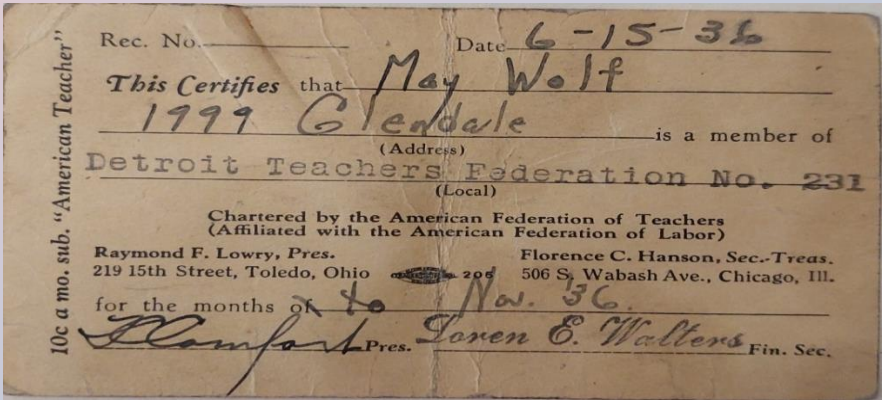 10c a mo. sub. "American Teacher"
Rec. No. Date 6-15-36
This Certifies that May Wolf
1999 Glendale is a member of
(Address)
Detroit Teachers Federation No. 231
(Local)
Chartered by the American Federation of Teachers
(Affiliated with the American Federation of Labor)
Raymond F. Lowry, Pres. Florence C. Hanson, Sec.-Treas.
219 15th Street, Toledo, Ohio 205 506 S. Wabash Ave., Chicago, Ill.
for the months of to Nov. '36.
Pres. Loren E. Walters Fin. Sec.